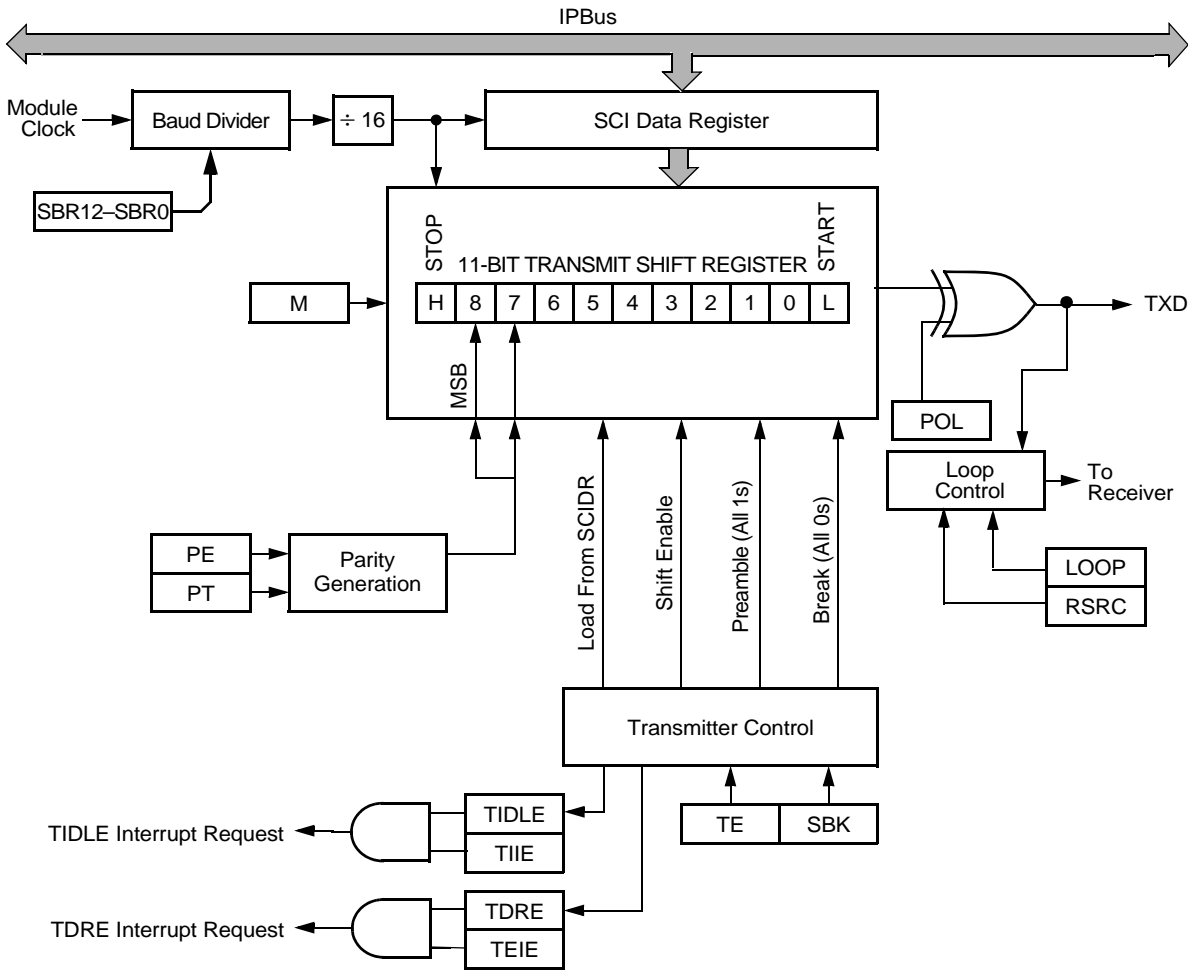 IPBus
Module
Clock
Baud Divider
÷ 16
SCI Data Register
SBR12–SBR0
STOP
11-BIT TRANSMIT SHIFT REGISTER
START
H 8 7 6 5 4 3 2 1 0 L
M
TXD
MSB
POL
Loop
Control
To
Receiver
PE
PT
Parity
Generation
Load From SCIDR
Shift Enable
Preamble (All 1s)
Break (All 0s)
LOOP
RSRC
Transmitter Control
TE SBK
TIDLE Interrupt Request
TIDLE
TIIE
TDRE Interrupt Request
TDRE
TEIE